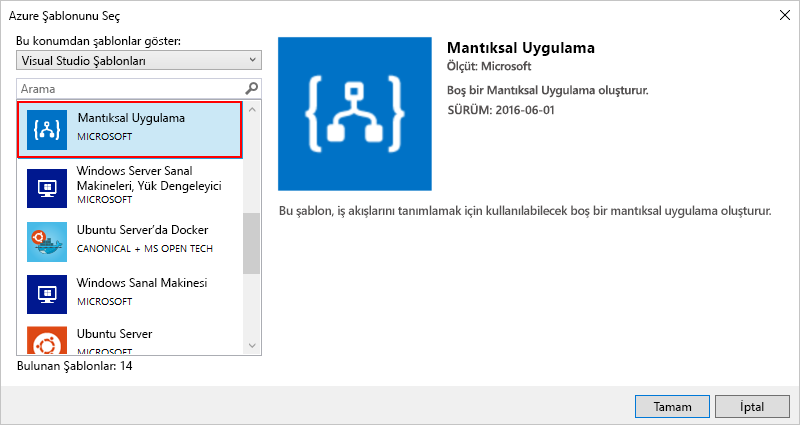 Azure Şablonunu Seç
Bu konumdan şablonlar göster:
Visual Studio Şablonları
Arama
Mantıksal Uygulama
MICROSOFT
Windows Server Sanal
Makineleri, Yük Dengeleyici
MICROSOFT
Ubuntu Server’da Docker
CANONICAL + MS OPEN TECH
Windows Sanal Makinesi
MICROSOFT
Ubuntu Server
MICROSOFT
Bulunan Şablonlar: 14
Mantıksal Uygulama
Ölçüt: Microsoft
Boş bir Mantıksal Uygulama oluşturur.
SÜRÜM: 2016-06-01
Bu şablon, iş akışlarını tanımlamak için kullanılabilecek boş bir mantıksal uygulama oluşturur.
Tamam
İptal